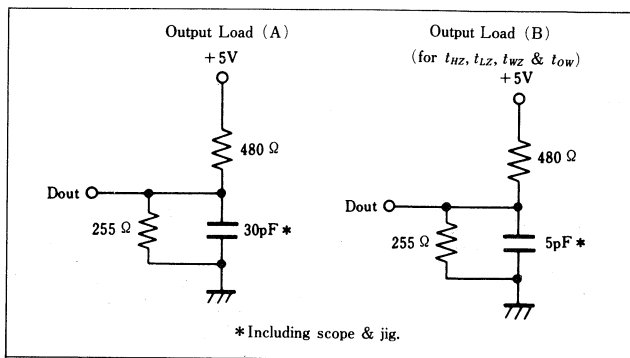 Output Load (A)
+5V
480 Ω
Dout
255 Ω
30pF *
Output Load (B)
(for tHZ, tLZ, tWZ & tOW)
+5V
480 Ω
Dout
255 Ω
5pF *
*Including scope & jig.